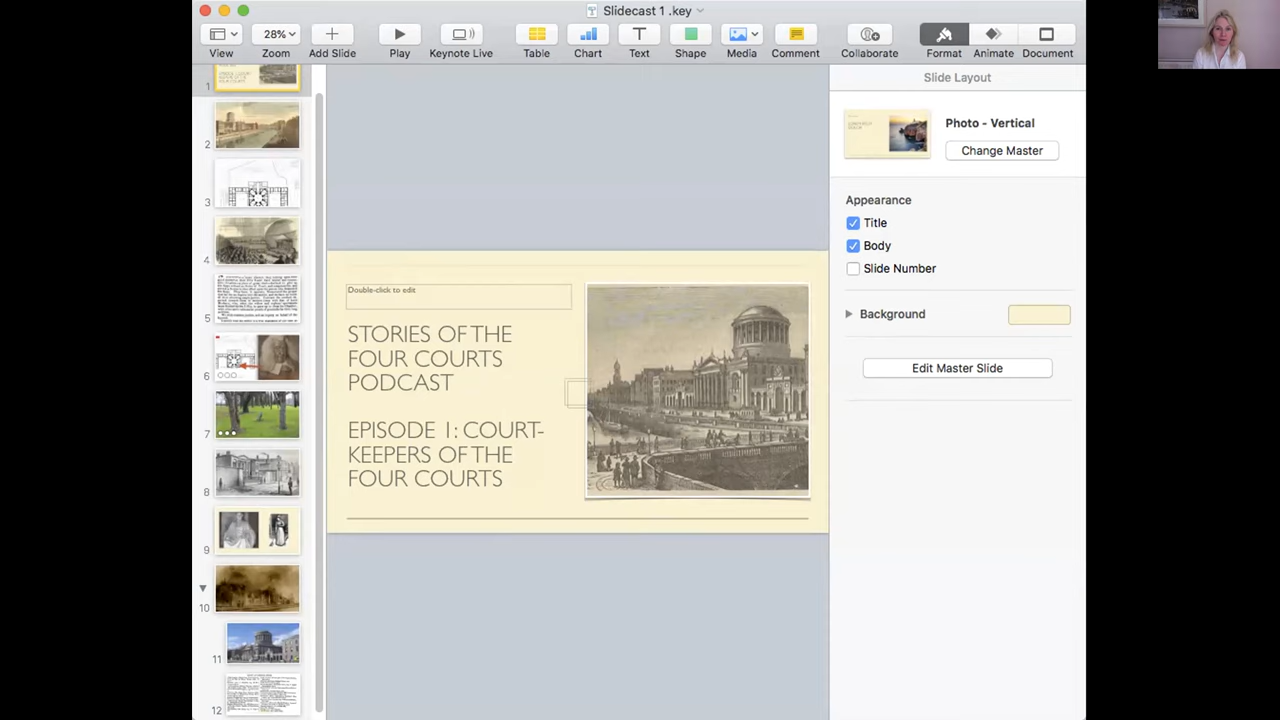 Slidecast 1 .key
28%
View
Zoom
Add Slide
Play
Keynote Live
Table
Chart
Text
Shape
Media
Comment
Collaborate
Format
Animate
Document
Slide Layout
Photo - Vertical
Change Master
Appearance
Title
Body
Slide Number
Background
Edit Master Slide
Double-click to edit
STORIES OF THE
FOUR COURTS
PODCAST
EPISODE 1: COURT-
KEEPERS OF THE
FOUR COURTS
1
2
3
4
5
6
7
8
9
10
11
12